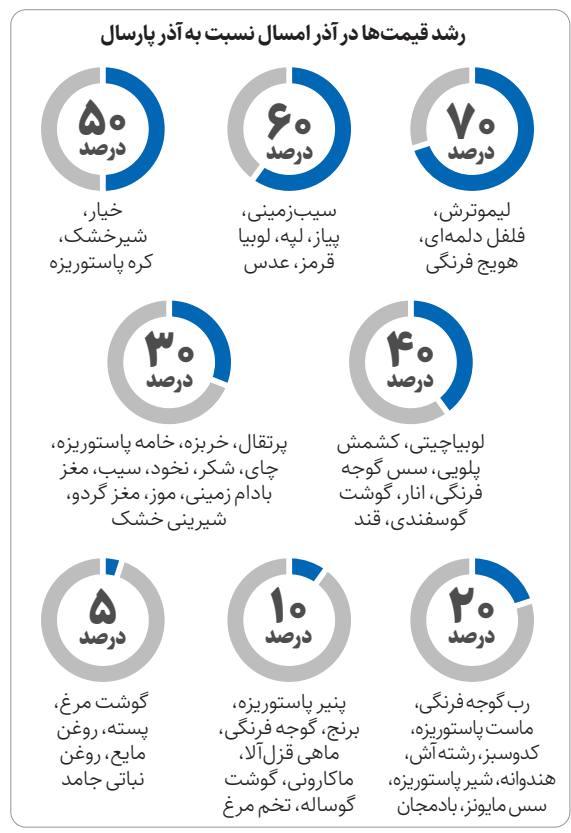 رشد قیمت‌ها در آذر امسال نسبت به آذر پارسال
۷۰
درصد
لیموترش،
فلفل دلمه‌ای،
هویج فرنگی
۶۰
درصد
سیب‌زمینی،
پیاز، لپه، لوبیا
قرمز، عدس
۵۰
درصد
خیار،
شیرخشک،
کره پاستوریزه
۴۰
درصد
لوبیاچیتی، کشمش
پلویی، سس گوجه
فرنگی، انار، گوشت
گوسفندی، قند
۳۰
درصد
پرتقال، خربزه، خامه پاستوریزه،
چای، شکر، نخود، سیب، مغز
بادام زمینی، موز، مغز گردو،
شیرینی خشک
۲۰
درصد
رب گوجه فرنگی،
ماست پاستوریزه،
کدوسبز، رشته آش،
هندوانه، شیر پاستوریزه،
سس مایونز، بادمجان
۱۰
درصد
پنیر پاستوریزه،
برنج، گوجه فرنگی،
ماهی قزل‌آلا،
ماکارونی، گوشت
گوساله، تخم مرغ
۵
درصد
گوشت مرغ،
پسته، روغن
مایع، روغن
نباتی جامد